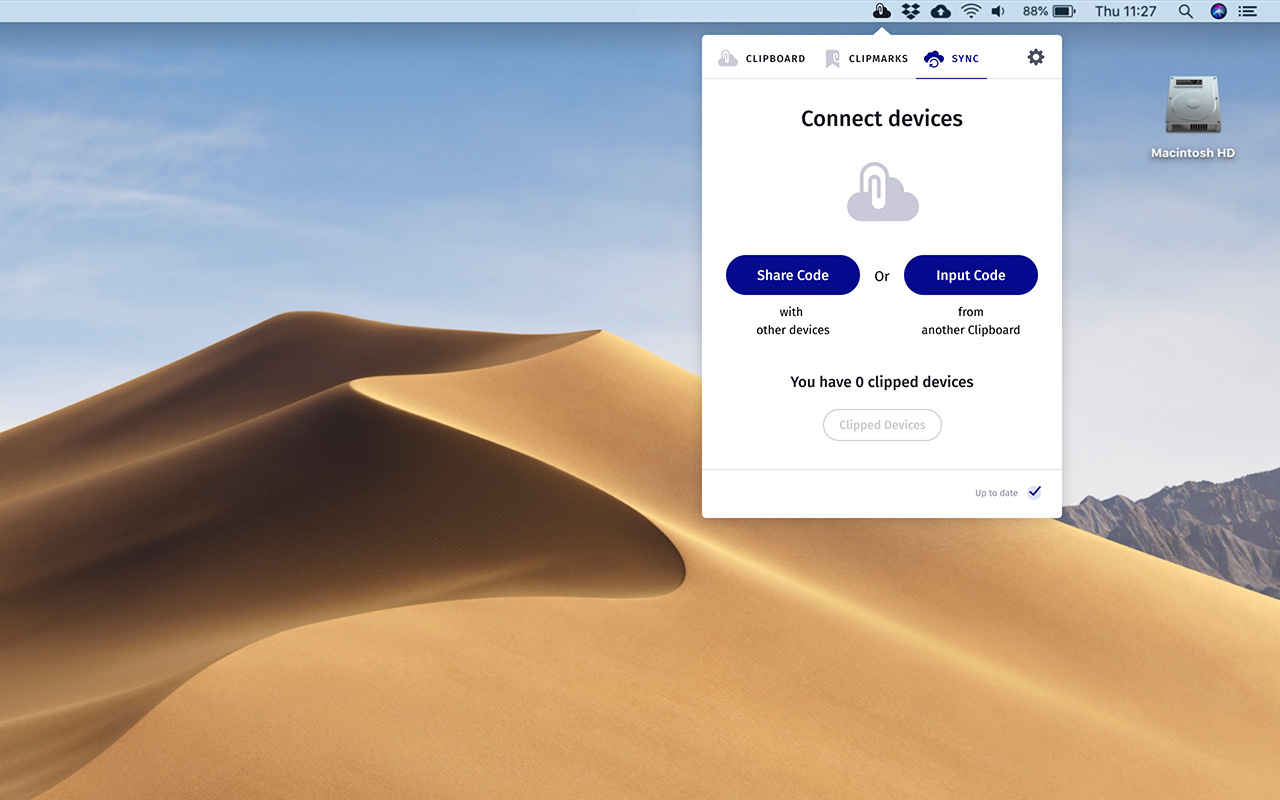 88%
Thu 11:27
CLIPBOARD
CLIPMARKS
SYNC
Connect devices
Macintosh HD
Share Code
Or
Input Code
with
other devices
from
another Clipboard
You have 0 clipped devices
Clipped Devices
Up to date